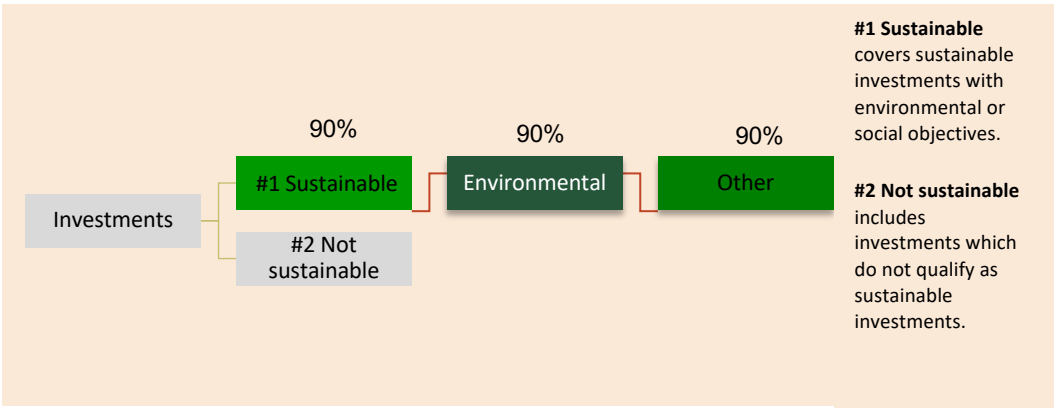 90%
90%
90%
#1 Sustainable
Environmental
Other
Investments
#2 Not
sustainable
#1 Sustainable
covers sustainable
investments with
environmental or
social objectives.
#2 Not sustainable
includes
investments which
do not qualify as
sustainable
investments.